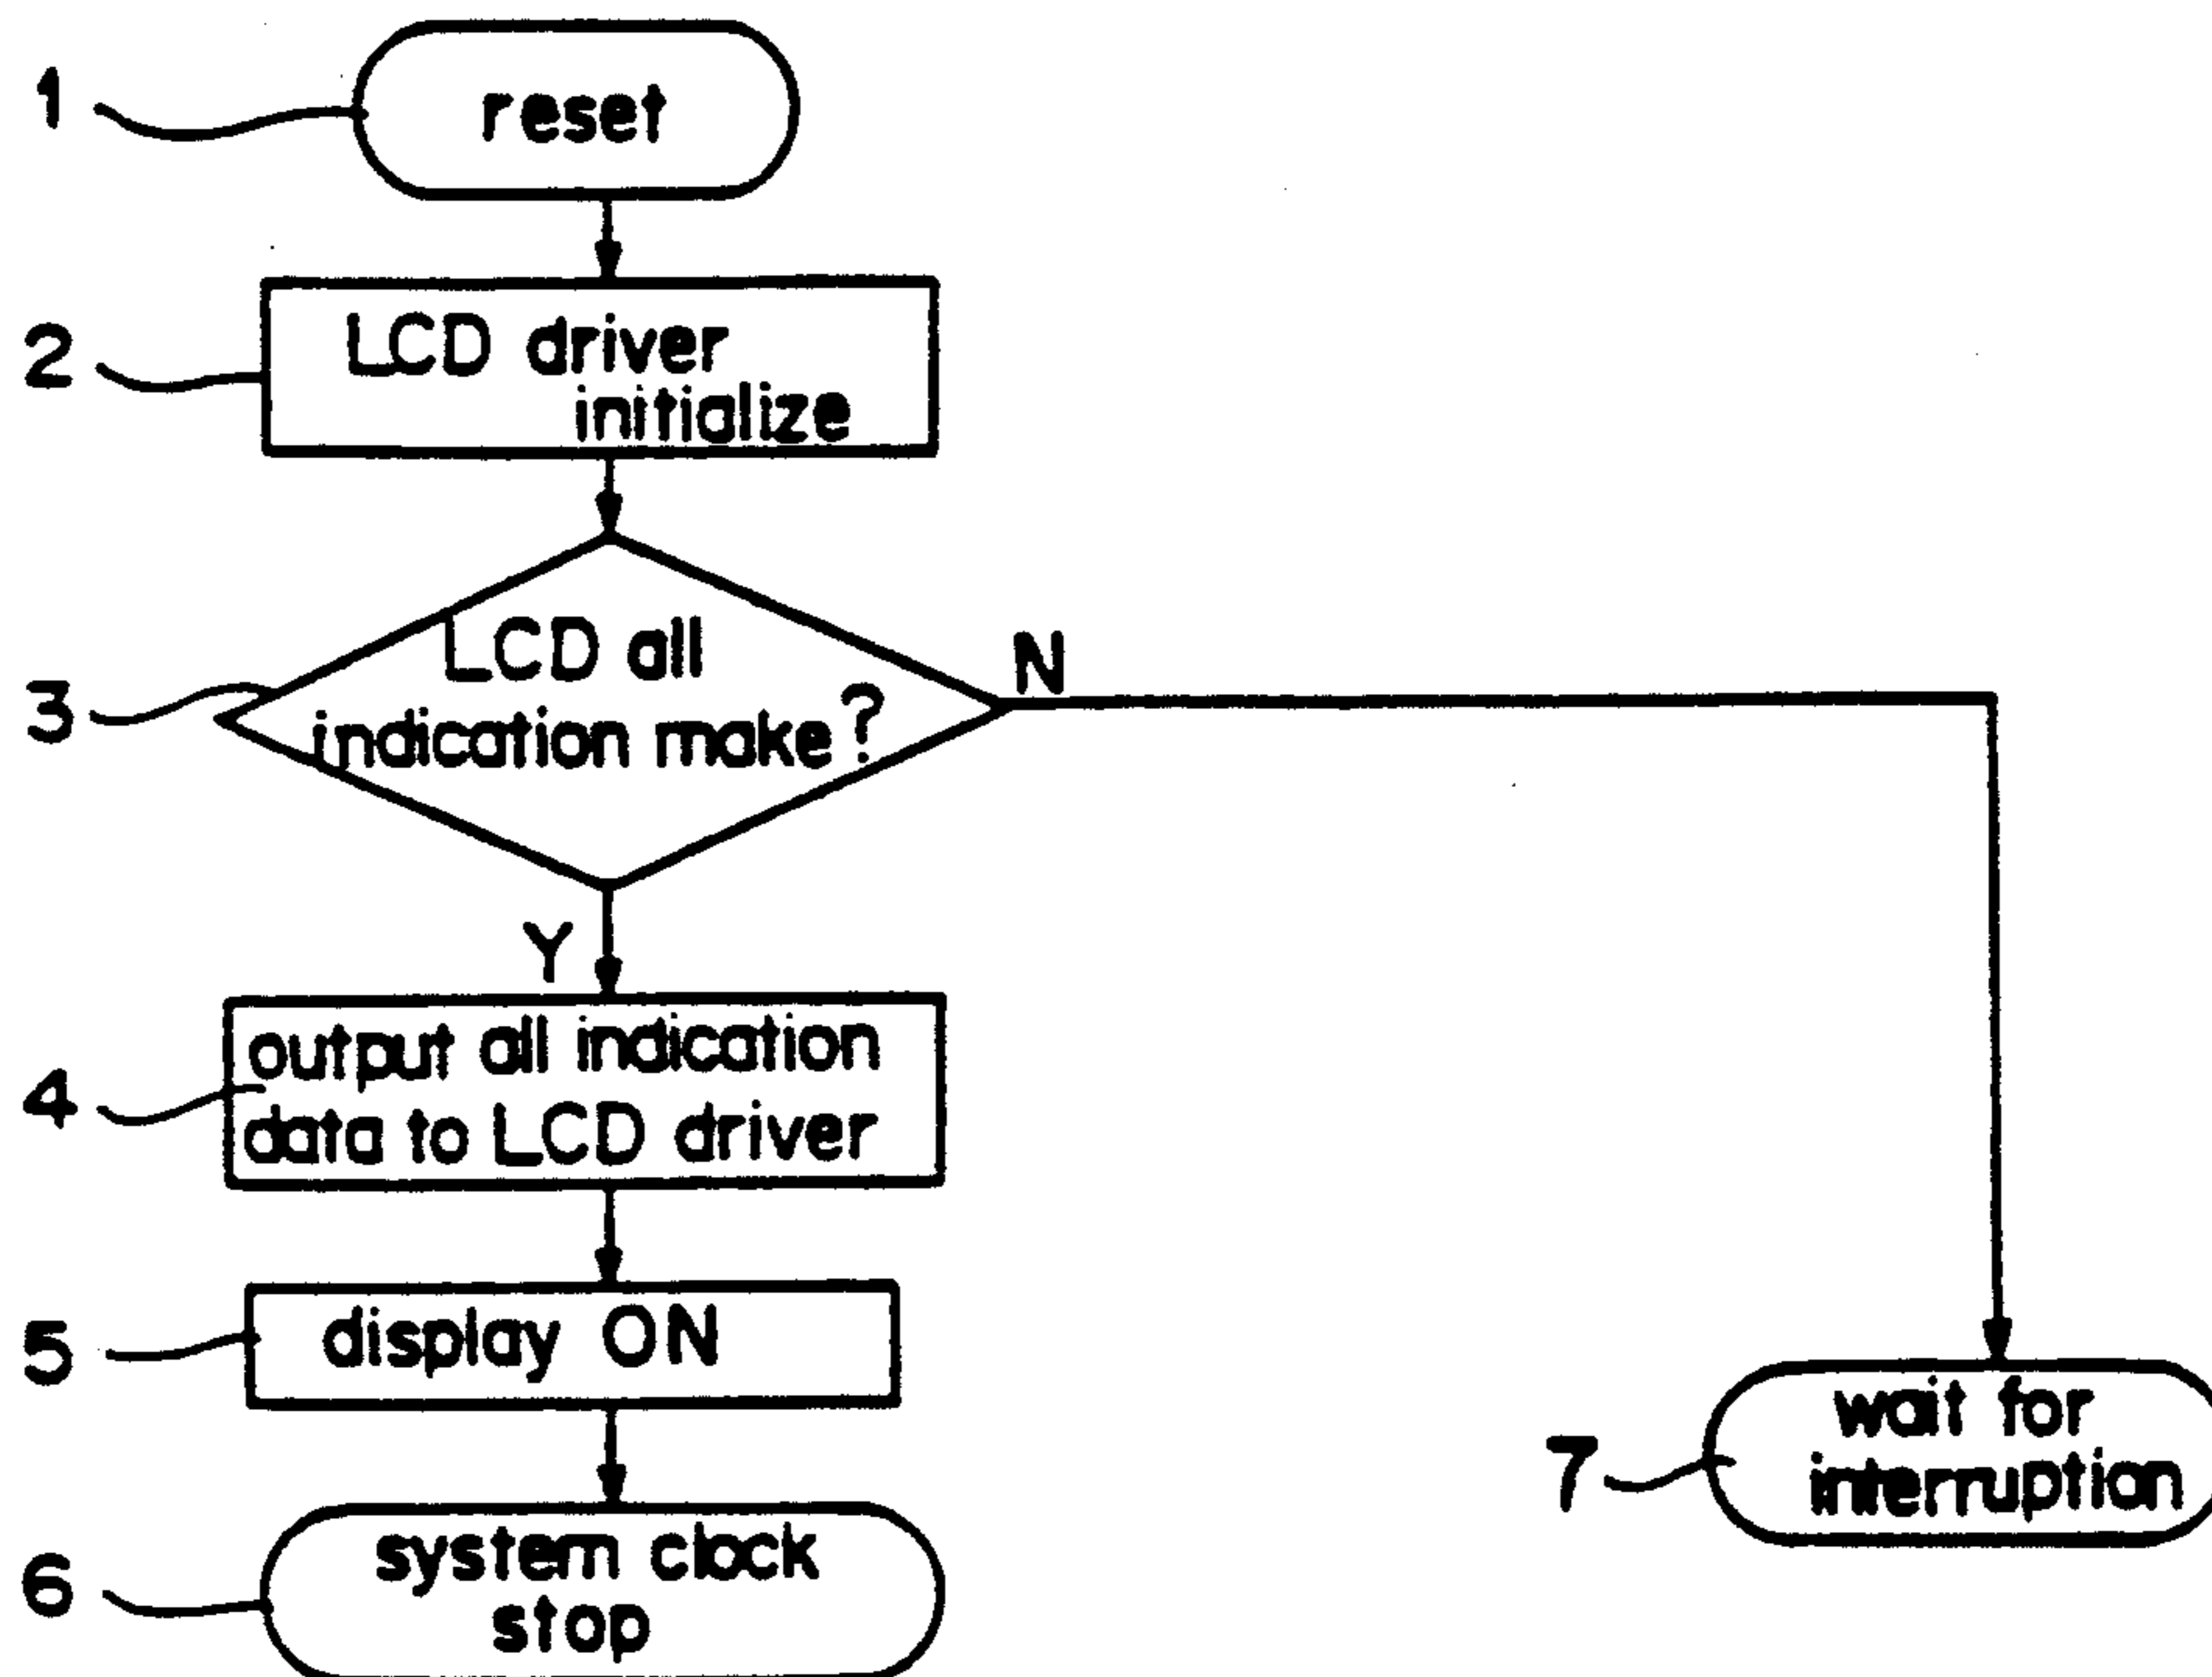 1
reset
2
LCD driver
initialize
3
LCD all
indication make?
N
Y
4
output all indication
data to LCD driver
5
display ON
6
system clock
stop
7
wait for
interruption